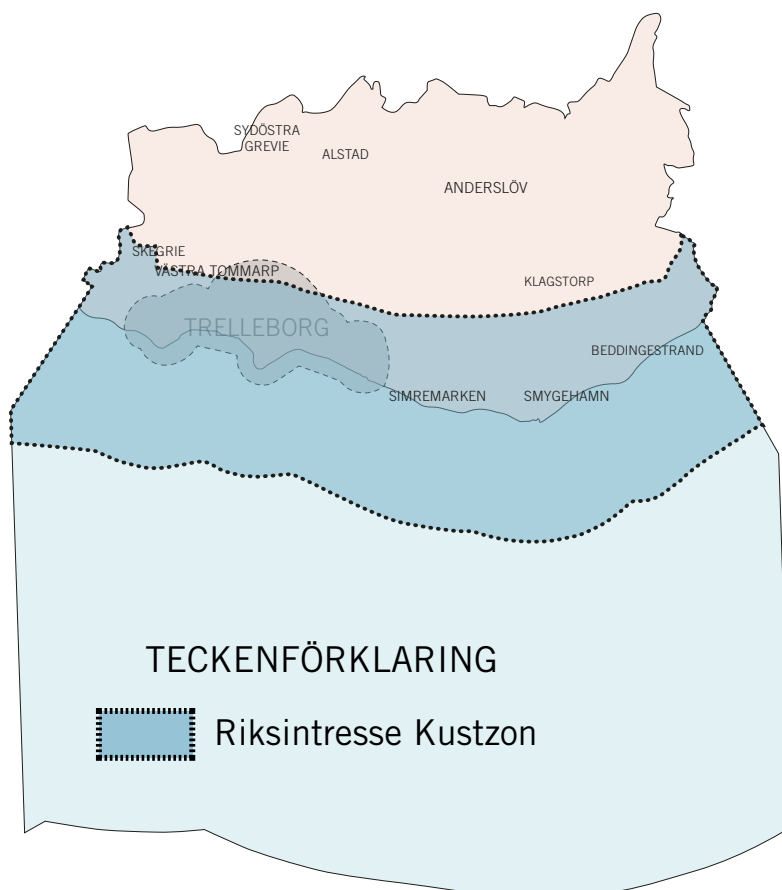 SYDÖSTRA
GREVIE
ALSTAD
ANDERSLÖV
SKEGRIE
VÄSTRA TOMMARP
KLAGSTORP
TRELLEBORG
BEDDINGESTRAND
SIMREMARKEN
SMYGEHAMN
TECKENFÖRKLARING
Riksintresse Kustzon